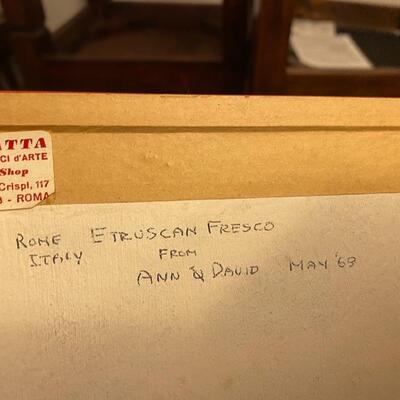 ATTA
CI d'ARTE
Shop
Crispi, 117
- ROMA
ROME ETRUSCAN FRESCO
ITALY FROM
ANN & DAVID MAY '63